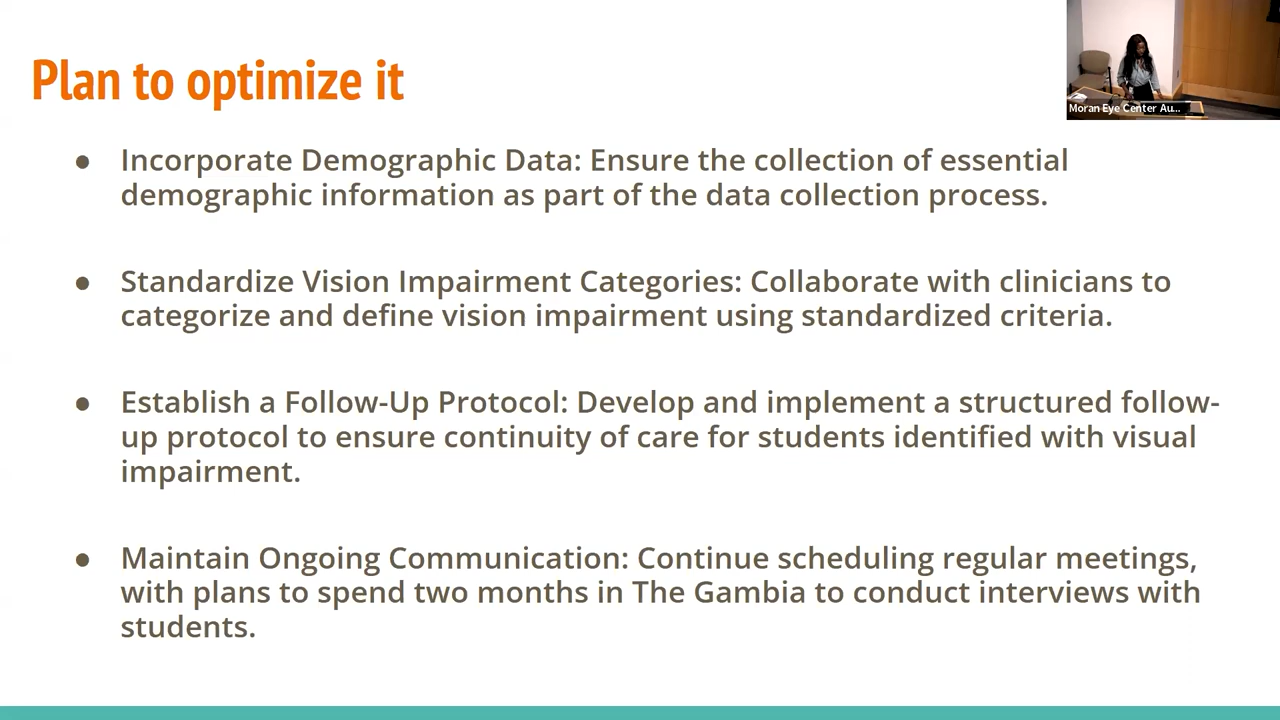 Plan to optimize it
Moran Eye Center Au...
● Incorporate Demographic Data: Ensure the collection of essential
demographic information as part of the data collection process.
● Standardize Vision Impairment Categories: Collaborate with clinicians to
categorize and define vision impairment using standardized criteria.
● Establish a Follow-Up Protocol: Develop and implement a structured follow-
up protocol to ensure continuity of care for students identified with visual
impairment.
● Maintain Ongoing Communication: Continue scheduling regular meetings,
with plans to spend two months in The Gambia to conduct interviews with
students.